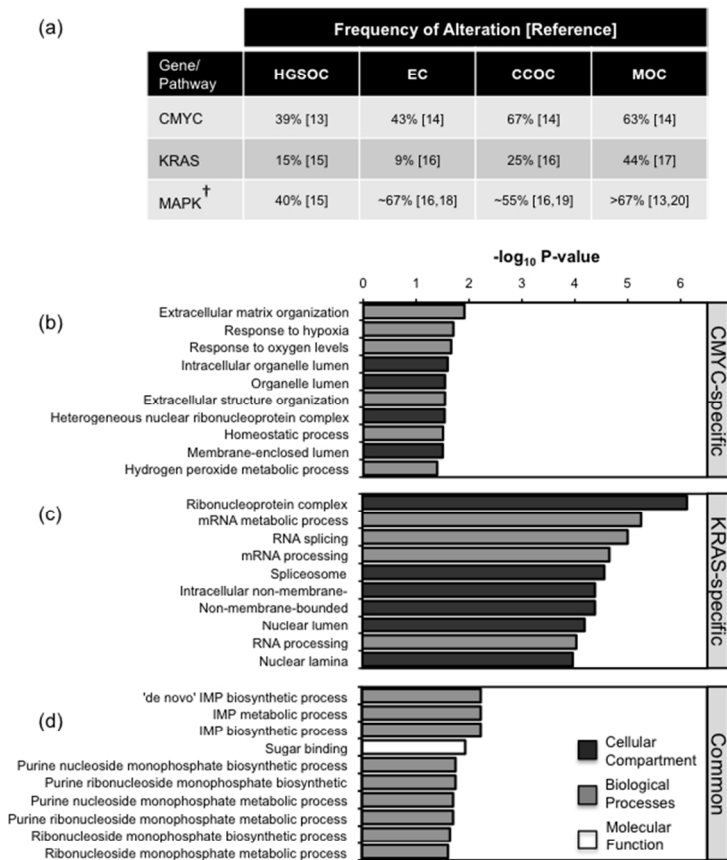 (a)
Frequency of Alteration [Reference]
Gene/ Pathway HGSOC EC CCOC MOC
CMYC 39% [13] 43% [14] 67% [14] 63% [14]
KRAS 15% [15] 9% [16] 25% [16] 44% [17]
MAPK† 40% [15] ~67% [16,18] ~55% [16,19] >67% [13,20]
-log10 P-value
0 1 2 3 4 5 6
(b)
Extracellular matrix organization
Response to hypoxia
Response to oxygen levels
Intracellular organelle lumen
Organelle lumen
Extracellular structure organization
Heterogeneous nuclear ribonucleoprotein complex
Homeostatic process
Membrane-enclosed lumen
Hydrogen peroxide metabolic process
CMYC-specific
(c)
Ribonucleoprotein complex
mRNA metabolic process
RNA splicing
mRNA processing
Spliceosome
Intracellular non-membrane-
Non-membrane-bounded
Nuclear lumen
RNA processing
Nuclear lamina
KRAS-specific
(d)
'de novo' IMP biosynthetic process
IMP metabolic process
IMP biosynthetic process
Sugar binding
Purine nucleoside monophosphate biosynthetic process
Purine ribonucleoside monophosphate biosynthetic
Purine nucleoside monophosphate metabolic process
Purine ribonucleoside monophosphate metabolic process
Ribonucleoside monophosphate biosynthetic process
Ribonucleoside monophosphate metabolic process
Common
Cellular
Compartment
Biological
Processes
Molecular
Function